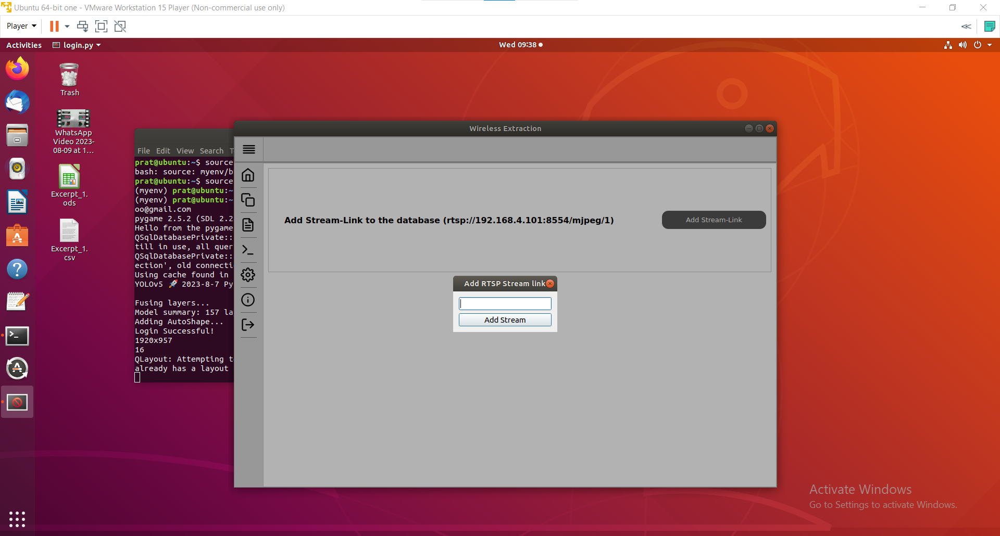 Ubuntu 64-bit one - VMware Workstation 15 Player (Non-commercial use only)
Player
Activities
login.py
Wed 09:38
Trash
WhatsApp
Video 2023-
08-09 at 1...
Excerpt_1.
ods
Excerpt_1.
csv
File Edit View Search
prat@ubuntu:~$ source
bash: source: myenv/b
prat@ubuntu:~$ source
(myenv) prat@ubuntu:~
(myenv) prat@ubuntu:~
oo@gmail.com
pygame 2.5.2 (SDL 2.2
Hello from the pygame
QSqlDatabasePrivate::
till in use, all quer
QSqlDatabasePrivate::
ection', old connecti
Using cache found in
YOLOv5 🚀 2023-8-7 Py
Fusing layers...
Model summary: 157 la
Adding AutoShape...
Login Successful!
1920x957
16
QLayout: Attempting t
already has a layout
Wireless Extraction
Add Stream-Link to the database (rtsp://192.168.4.101:8554/mjpeg/1)
Add Stream-Link
Add RTSP Stream link
Add Stream
Activate Windows
Go to Settings to activate Windows.